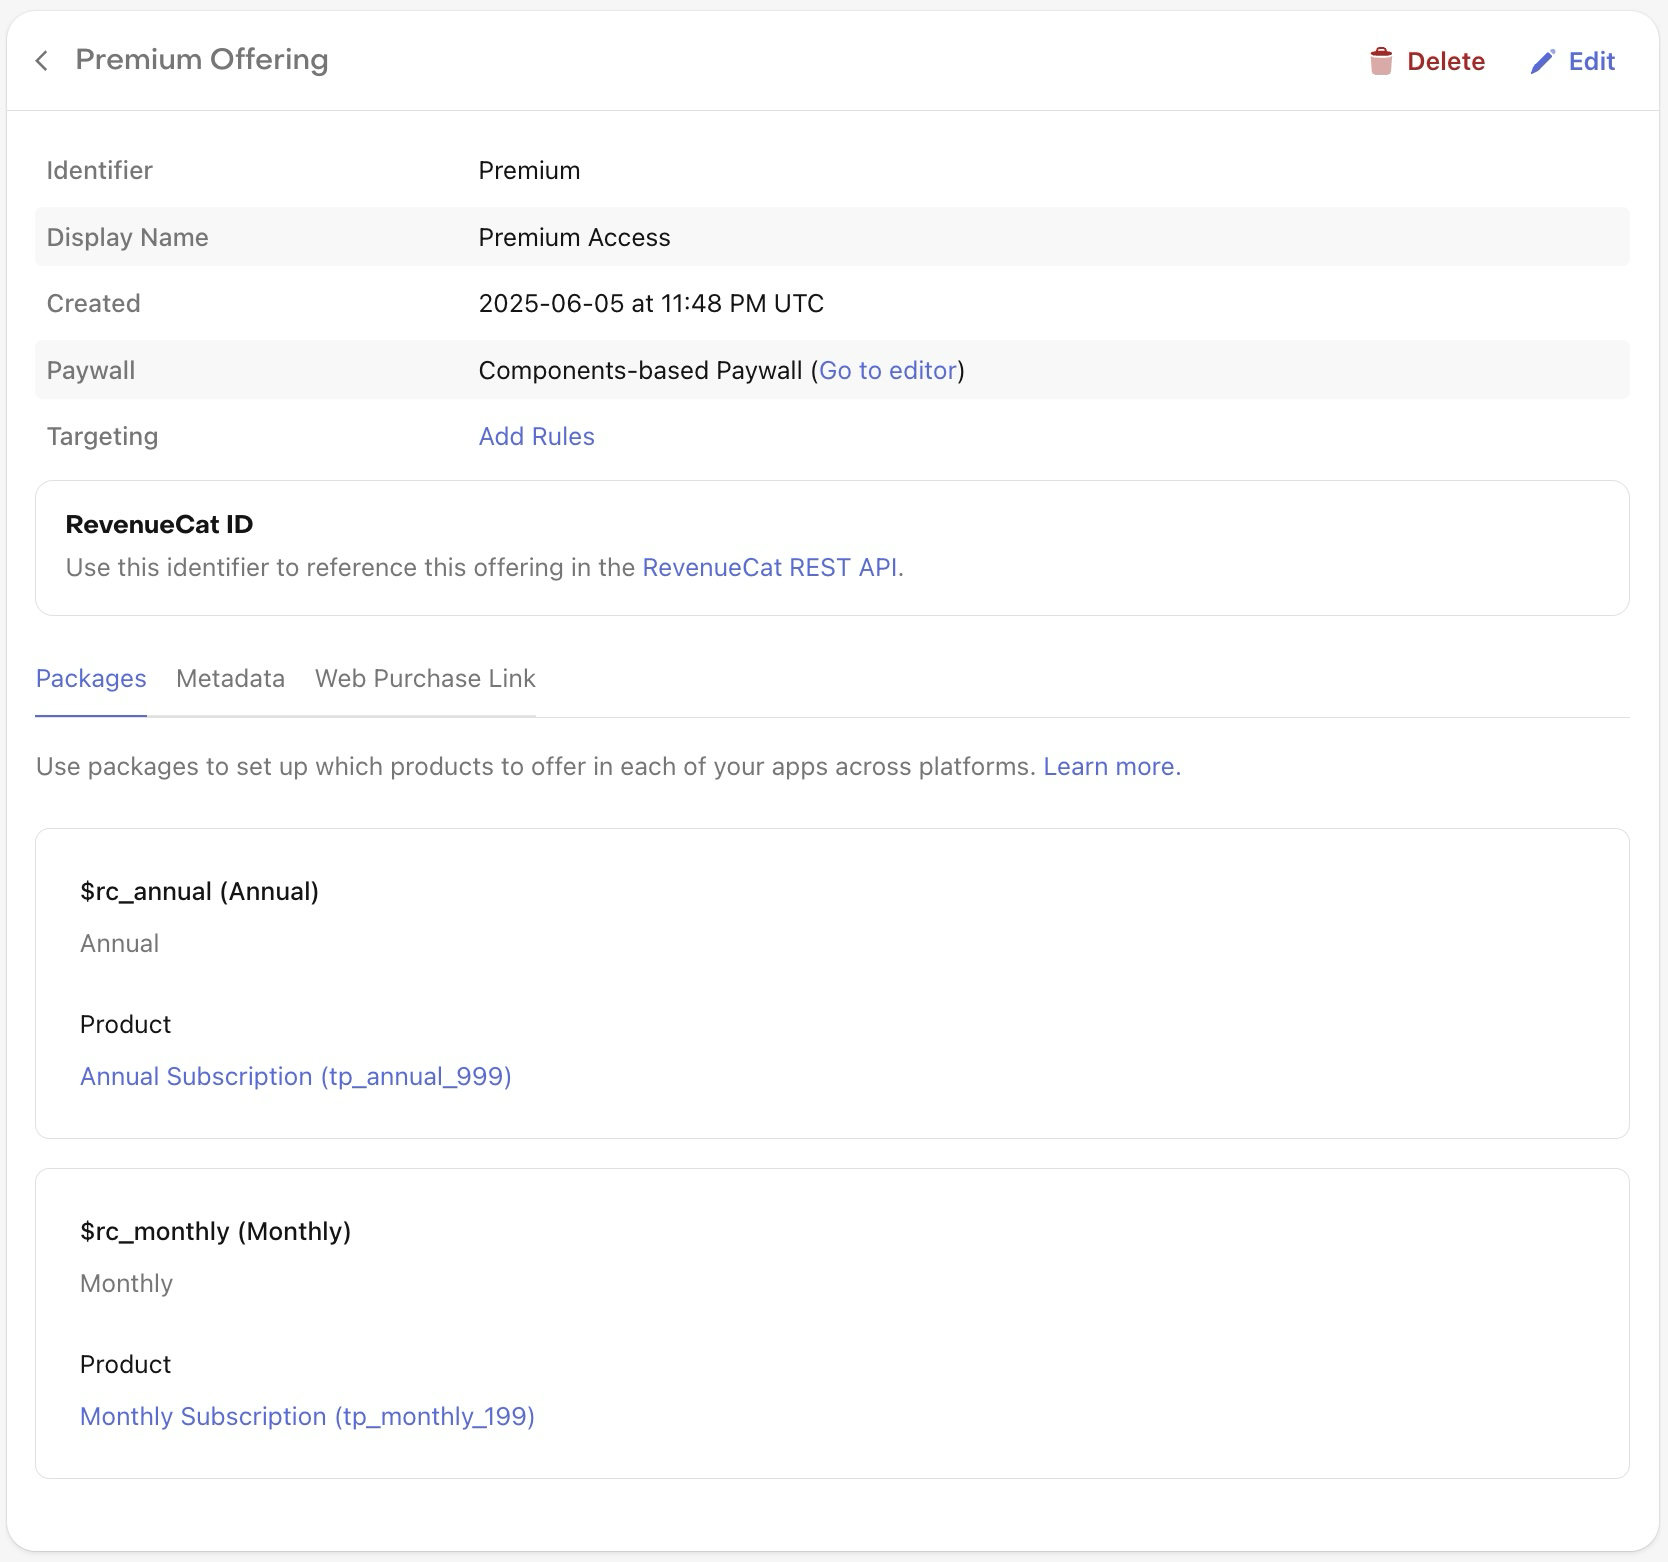 Premium Offering
Delete
Edit
Identifier
Premium
Display Name
Premium Access
Created
2025-06-05 at 11:48 PM UTC
Paywall
Components-based Paywall (Go to editor)
Targeting
Add Rules
RevenueCat ID
Use this identifier to reference this offering in the RevenueCat REST API.
Packages
Metadata
Web Purchase Link
Use packages to set up which products to offer in each of your apps across platforms. Learn more.
$rc_annual (Annual)
Annual
Product
Annual Subscription (tp_annual_999)
$rc_monthly (Monthly)
Monthly
Product
Monthly Subscription (tp_monthly_199)